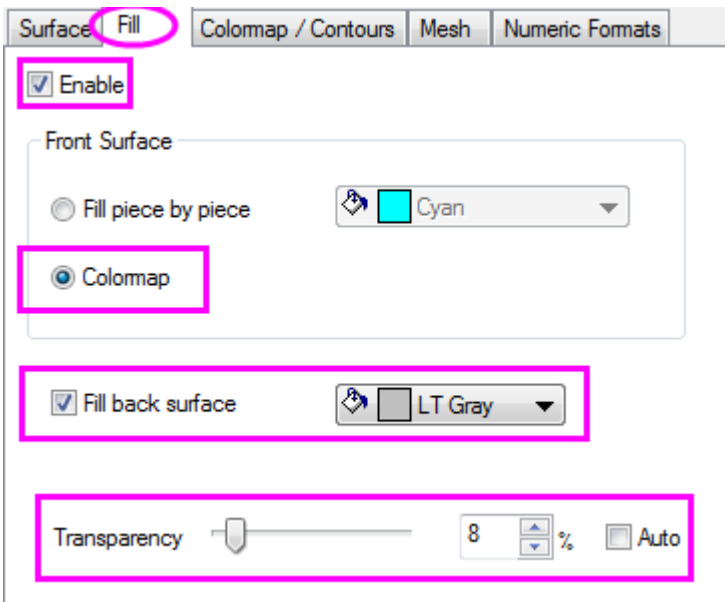 Surface Fill Colormap / Contours Mesh Numeric Formats
Enable
Front Surface
Fill piece by piece Cyan
Colormap
Fill back surface LT Gray
Transparency 8 % Auto